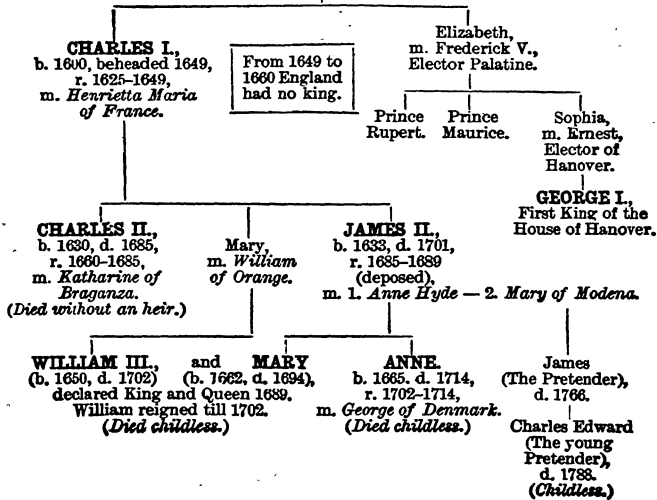 CHARLES I.,
b. 1600, beheaded 1649,
r. 1625-1649,
m. Henrietta Maria
of France.
From 1649 to
1660 England
had no king.
Elizabeth,
m. Frederick V.,
Elector Palatine.
Prince
Rupert.
Prince
Maurice.
Sophia,
m. Ernest,
Elector of
Hanover.
GEORGE I.,
First King of the
House of Hanover.
CHARLES II.,
b. 1630, d. 1685,
r. 1660-1685,
m. Katharine of
Braganza.
(Died without an heir.)
Mary,
m. William
of Orange.
JAMES II.,
b. 1633, d. 1701,
r. 1685-1689
(deposed),
m. 1. Anne Hyde — 2. Mary of Modena.
WILLIAM III., and MARY
(b. 1650, d. 1702) (b. 1662, d. 1694),
declared King and Queen 1689.
William reigned till 1702.
(Died childless.)
ANNE.
b. 1665. d. 1714,
r. 1702-1714,
m. George of Denmark.
(Died childless.)
James
(The Pretender),
d. 1766.
Charles Edward
(The young
Pretender),
d. 1788.
(Childless.)